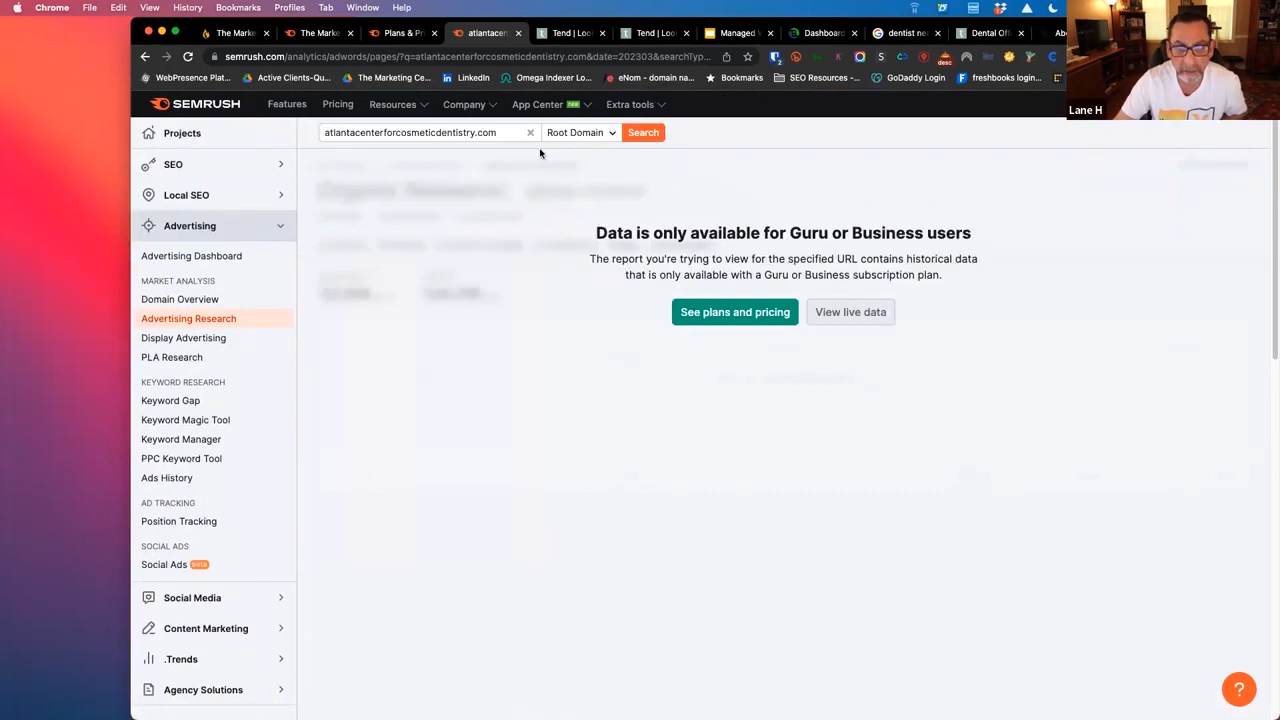 Chrome File Edit View History Bookmarks Profiles Tab Window Help
The Marke
The Market
Plans & Pr
atlantacen
Tend | Loo
Tend | Loo
Managed W
Dashboard
dentist ne
Dental Off
semrush.com/analytics/adwords/pages/?q=atlantacenterforcosmeticdentistry.com&date=202303&searchTyp...
WebPresence Plat...
Active Clients-Qu...
The Marketing Ce...
LinkedIn
Omega Indexer Lo...
eNom - domain na...
Bookmarks
SEO Resources -...
GoDaddy Login
freshbooks login...
Lane H
SEMRUSH
Features
Pricing
Resources
Company
App Center new
Extra tools
Projects
atlantacenterforcosmeticdentistry.com
Root Domain
Search
SEO
Local SEO
Advertising
Advertising Dashboard
MARKET ANALYSIS
Domain Overview
Advertising Research
Display Advertising
PLA Research
KEYWORD RESEARCH
Keyword Gap
Keyword Magic Tool
Keyword Manager
PPC Keyword Tool
Ads History
AD TRACKING
Position Tracking
SOCIAL ADS
Social Ads beta
Social Media
Content Marketing
.Trends
Agency Solutions
Data is only available for Guru or Business users
The report you're trying to view for the specified URL contains historical data
that is only available with a Guru or Business subscription plan.
See plans and pricing
View live data
?